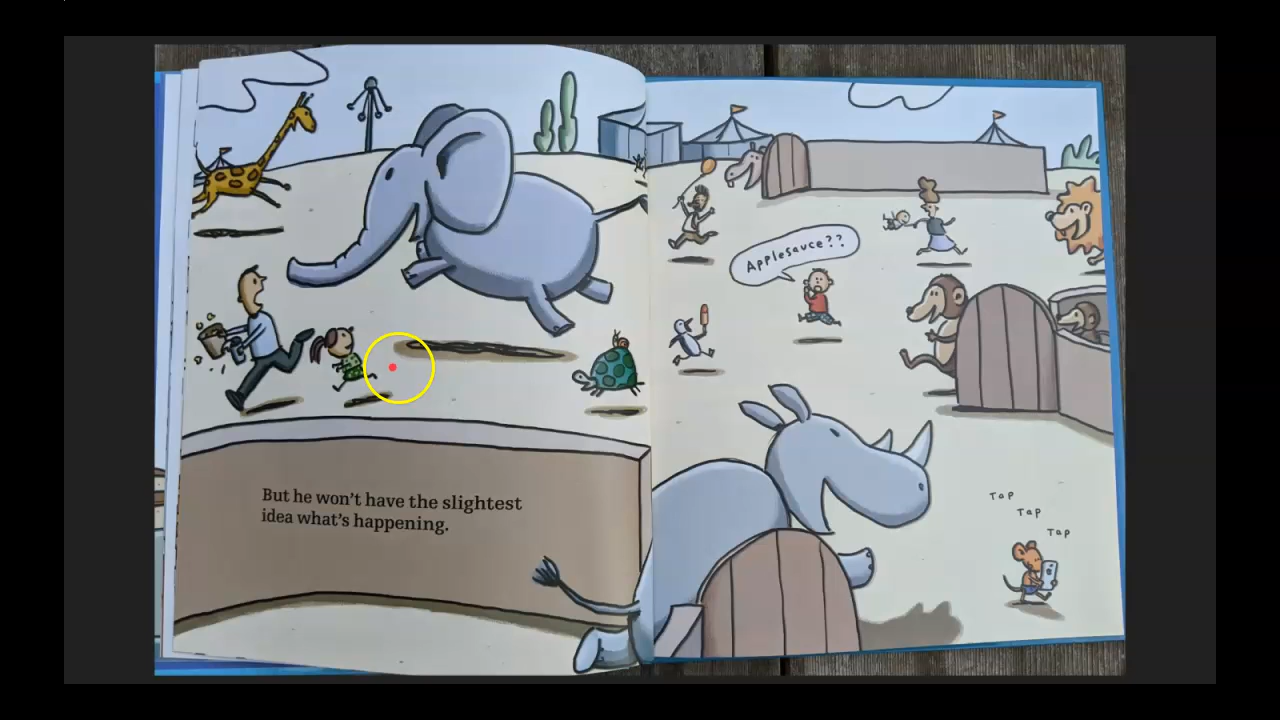 But he won't have the slightest
idea what's happening.
Applesauce??
Tap
Tap
Tap